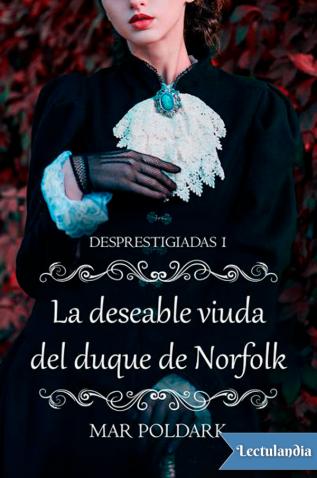 DESPRESTIGIADAS I
La deseable viuda
del duque de Norfolk
MAR POLDARK
Lectulandia